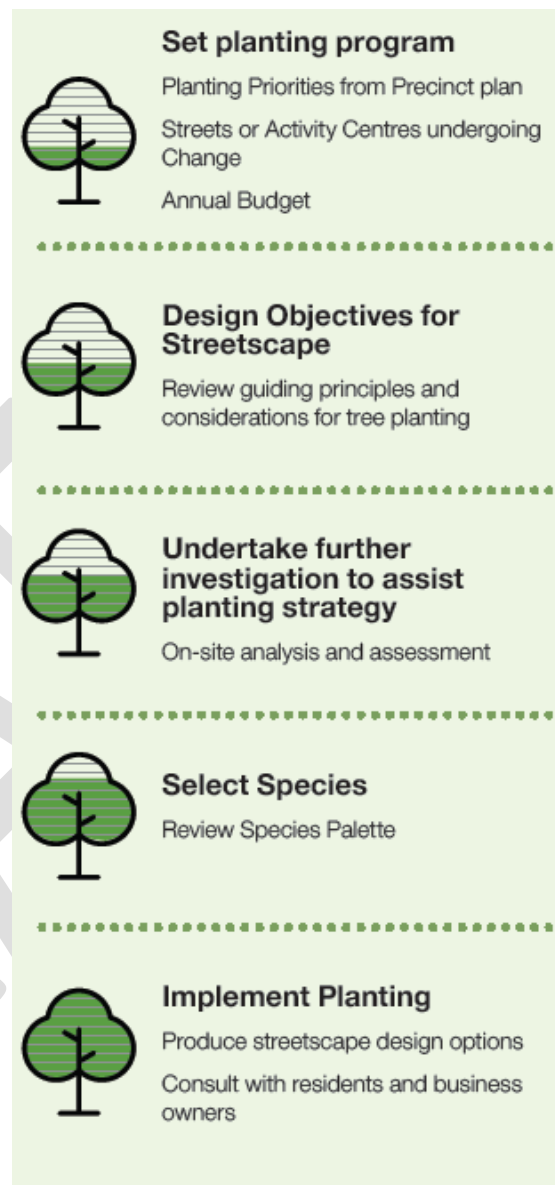 Set planting program
Planting Priorities from Precinct plan
Streets or Activity Centres undergoing
Change
Annual Budget
Design Objectives for
Streetscape
Review guiding principles and
considerations for tree planting
Undertake further
investigation to assist
planting strategy
On-site analysis and assessment
Select Species
Review Species Palette
Implement Planting
Produce streetscape design options
Consult with residents and business
owners